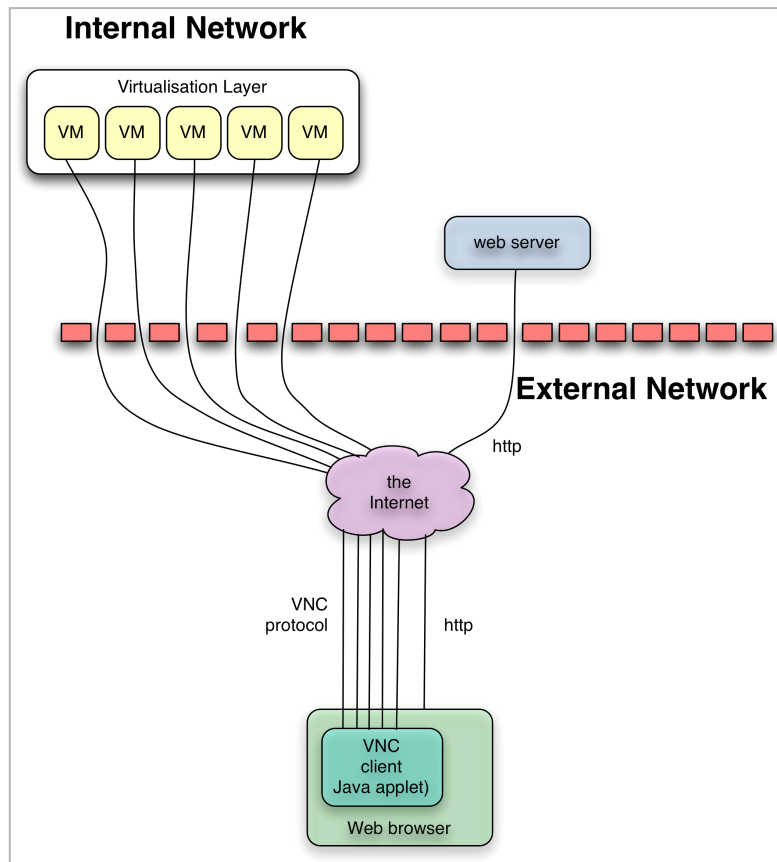 Internal Network
Virtualisation Layer
VM VM VM VM VM
web server
External Network
http
the
Internet
VNC
protocol
http
VNC
client
Java applet)
Web browser